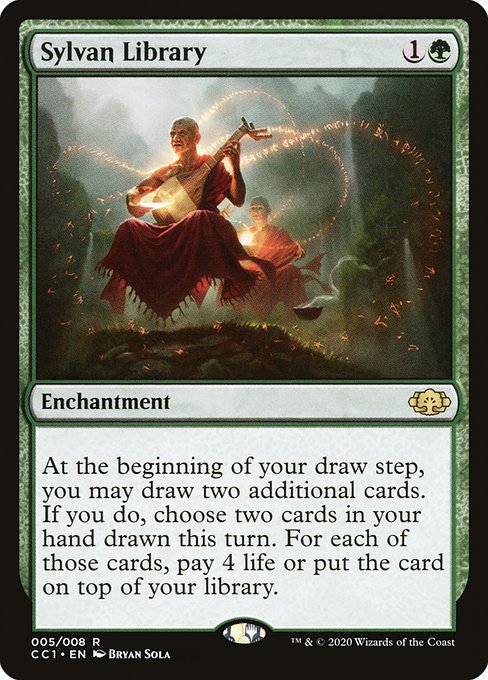 Sylvan Library 1
Enchantment
At the beginning of your draw step,
you may draw two additional cards.
If you do, choose two cards in your
hand drawn this turn. For each of
those cards, pay 4 life or put the card
on top of your library.
005/008 R
CC1 • EN Bryan Sola
™ & © 2020 Wizards of the Coast